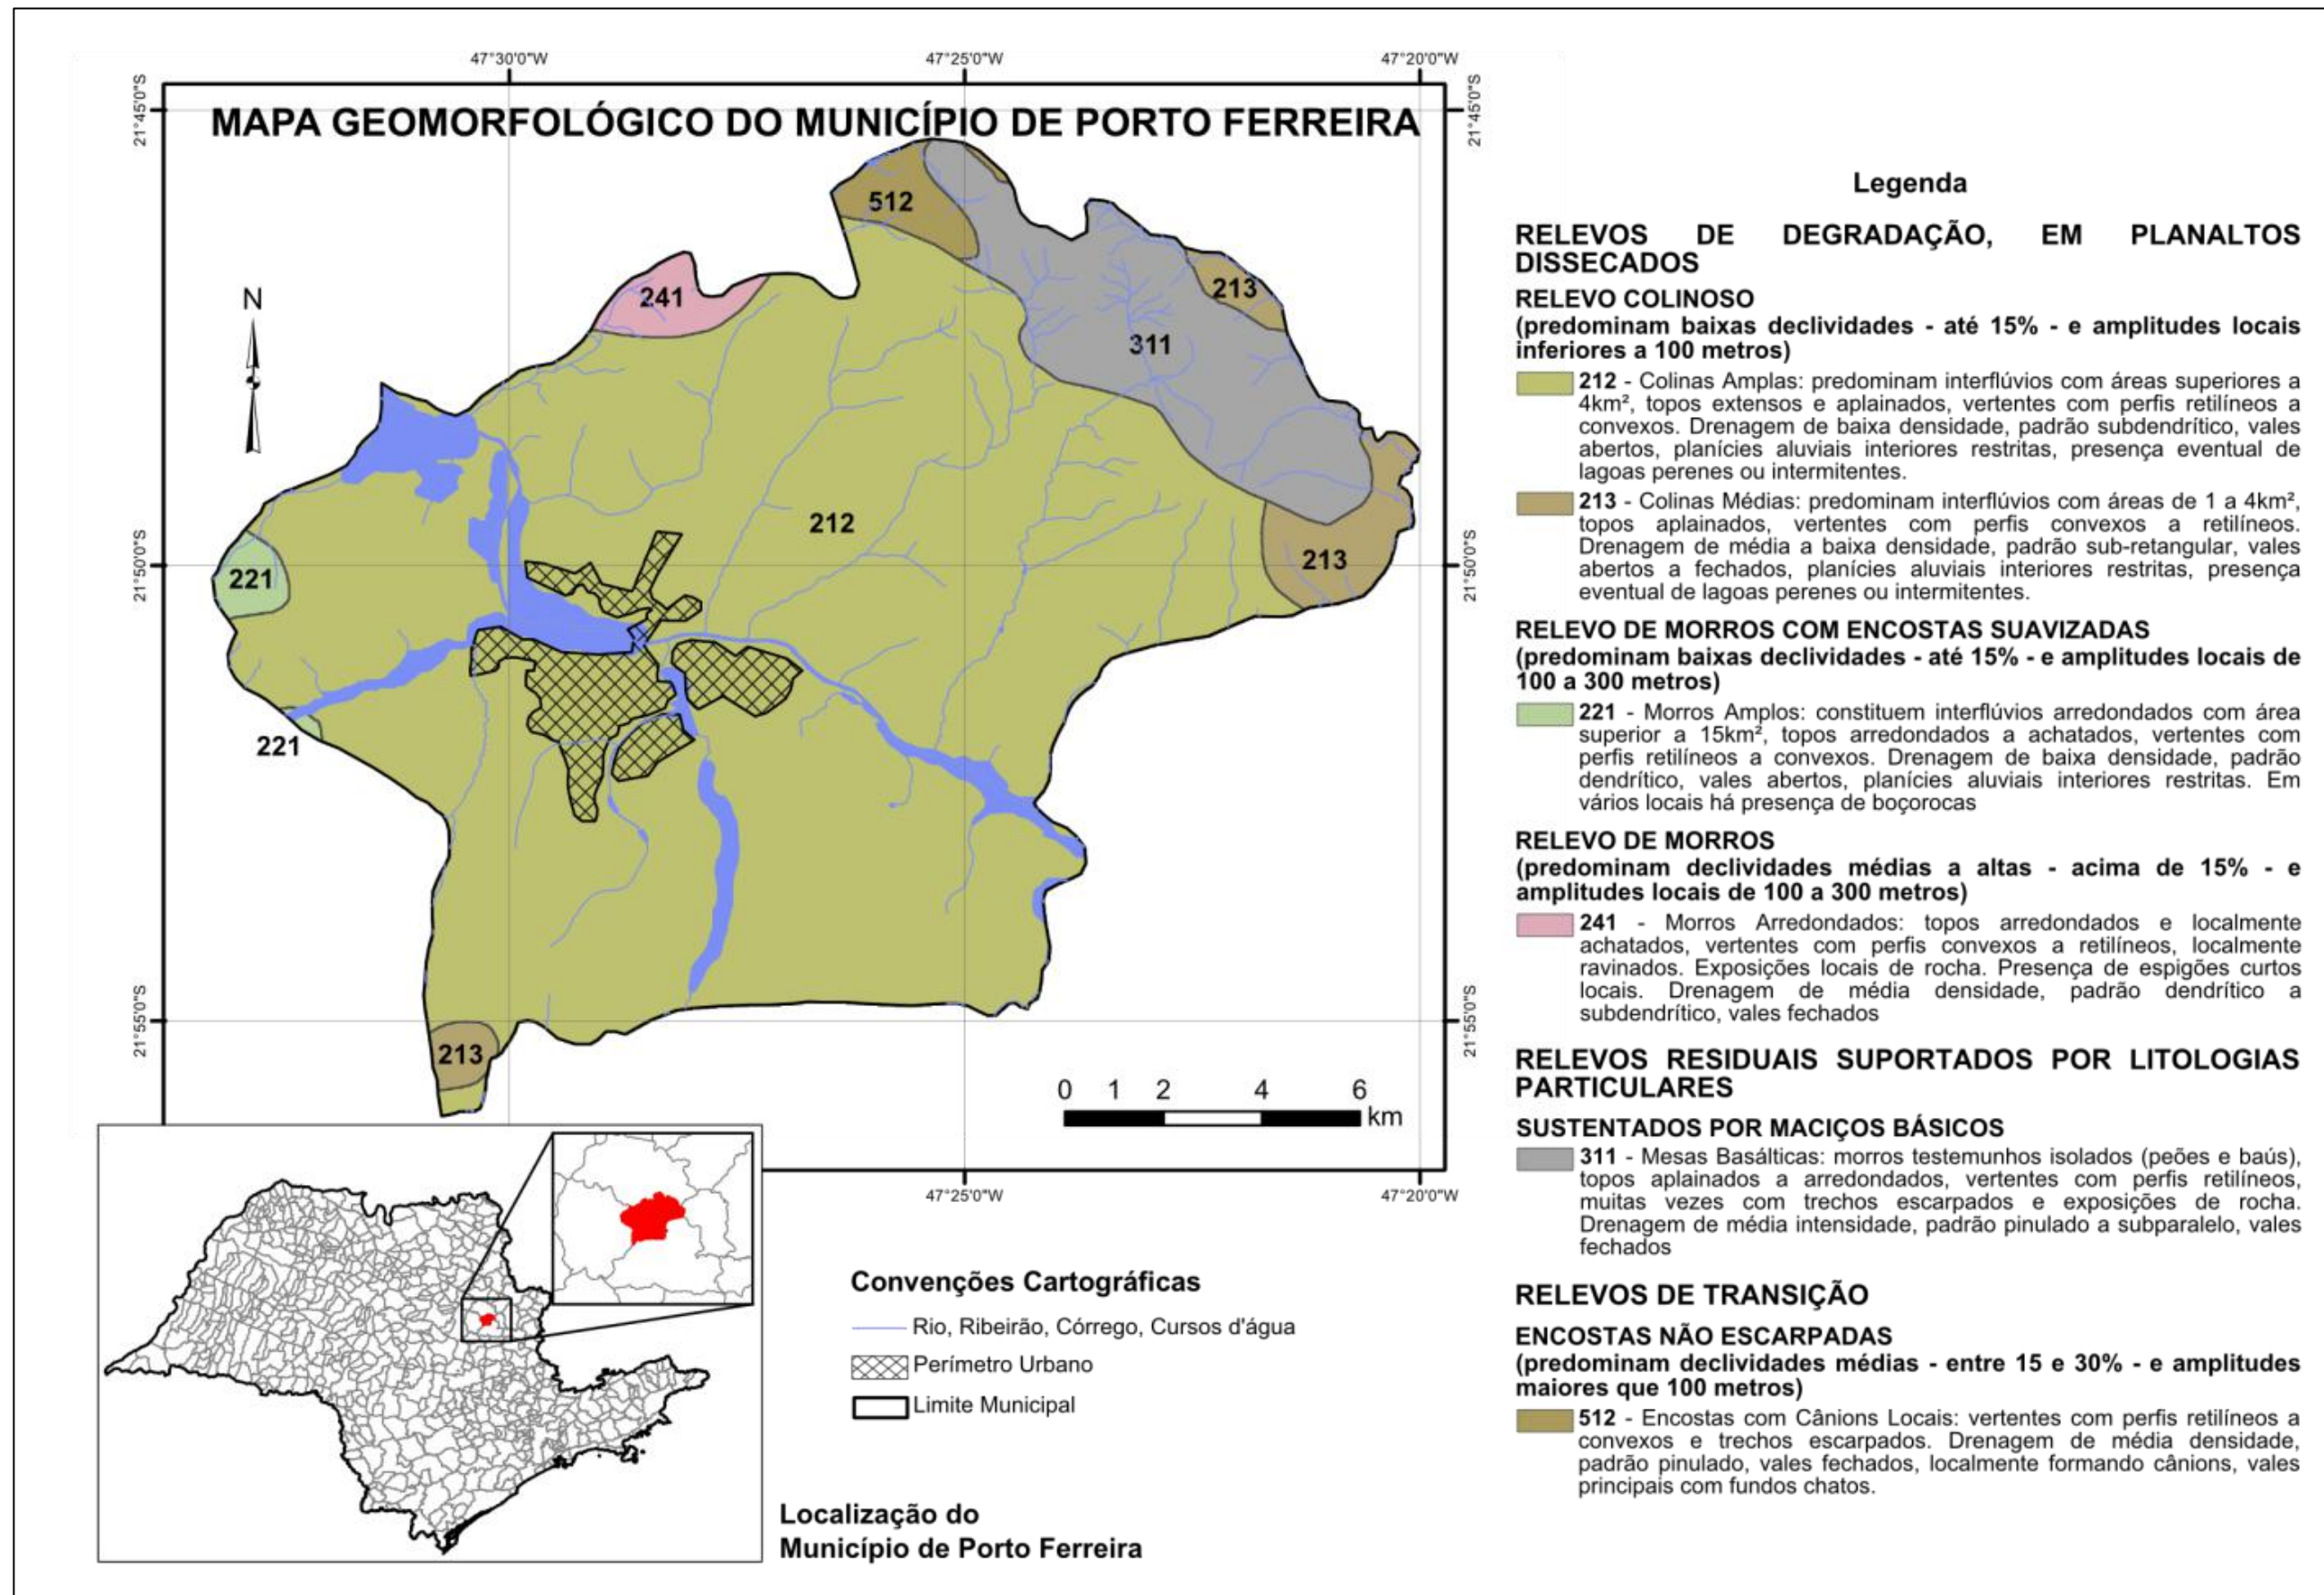 47°30'0"W
47°25'0"W
47°20'0"W
21°45'0"S
21°45'0"S
MAPA GEOMORFOLÓGICO DO MUNICÍPIO DE PORTO FERREIRA
512
241
213
N
311
212
21°50'0"S
21°50'0"S
213
221
221
21°55'0"S
21°55'0"S
213
0 1 2 4 6
km
47°25'0"W
47°20'0"W
Legenda
RELEVOS DE DEGRADAÇÃO, EM PLANALTOS
DISSECADOS
RELEVO COLINOSO
(predominam baixas declividades - até 15% - e amplitudes locais
inferiores a 100 metros)
212 - Colinas Amplas: predominam interflúvios com áreas superiores a
4km², topos extensos e aplainados, vertentes com perfis retilíneos a
convexos. Drenagem de baixa densidade, padrão subdendrítico, vales
abertos, planícies aluviais interiores restritas, presença eventual de
lagoas perenes ou intermitentes.
213 - Colinas Médias: predominam interflúvios com áreas de 1 a 4km²,
topos aplainados, vertentes com perfis convexos a retilíneos.
Drenagem de média a baixa densidade, padrão sub-retangular, vales
abertos a fechados, planícies aluviais interiores restritas, presença
eventual de lagoas perenes ou intermitentes.
RELEVO DE MORROS COM ENCOSTAS SUAVIZADAS
(predominam baixas declividades - até 15% - e amplitudes locais de
100 a 300 metros)
221 - Morros Amplos: constituem interflúvios arredondados com área
superior a 15km², topos arredondados a achatados, vertentes com
perfis retilíneos a convexos. Drenagem de baixa densidade, padrão
dendrítico, vales abertos, planícies aluviais interiores restritas. Em
vários locais há presença de boçorocas
RELEVO DE MORROS
(predominam declividades médias a altas - acima de 15% - e
amplitudes locais de 100 a 300 metros)
241 - Morros Arredondados: topos arredondados e localmente
achatados, vertentes com perfis convexos a retilíneos, localmente
ravinados. Exposições locais de rocha. Presença de espigões curtos
locais. Drenagem de média densidade, padrão dendrítico a
subdendrítico, vales fechados
RELEVOS RESIDUAIS SUPORTADOS POR LITOLOGIAS
PARTICULARES
SUSTENTADOS POR MACIÇOS BÁSICOS
311 - Mesas Basálticas: morros testemunhos isolados (peões e baús),
topos aplainados a arredondados, vertentes com perfis retilíneos,
muitas vezes com trechos escarpados e exposições de rocha.
Drenagem de média intensidade, padrão pinulado a subparalelo, vales
fechados
RELEVOS DE TRANSIÇÃO
ENCOSTAS NÃO ESCARPADAS
(predominam declividades médias - entre 15 e 30% - e amplitudes
maiores que 100 metros)
512 - Encostas com Cânions Locais: vertentes com perfis retilíneos a
convexos e trechos escarpados. Drenagem de média densidade,
padrão pinulado, vales fechados, localmente formando cânions, vales
principais com fundos chatos.
Convenções Cartográficas
Rio, Ribeirão, Córrego, Cursos d'água
Perímetro Urbano
Limite Municipal
Localização do
Município de Porto Ferreira